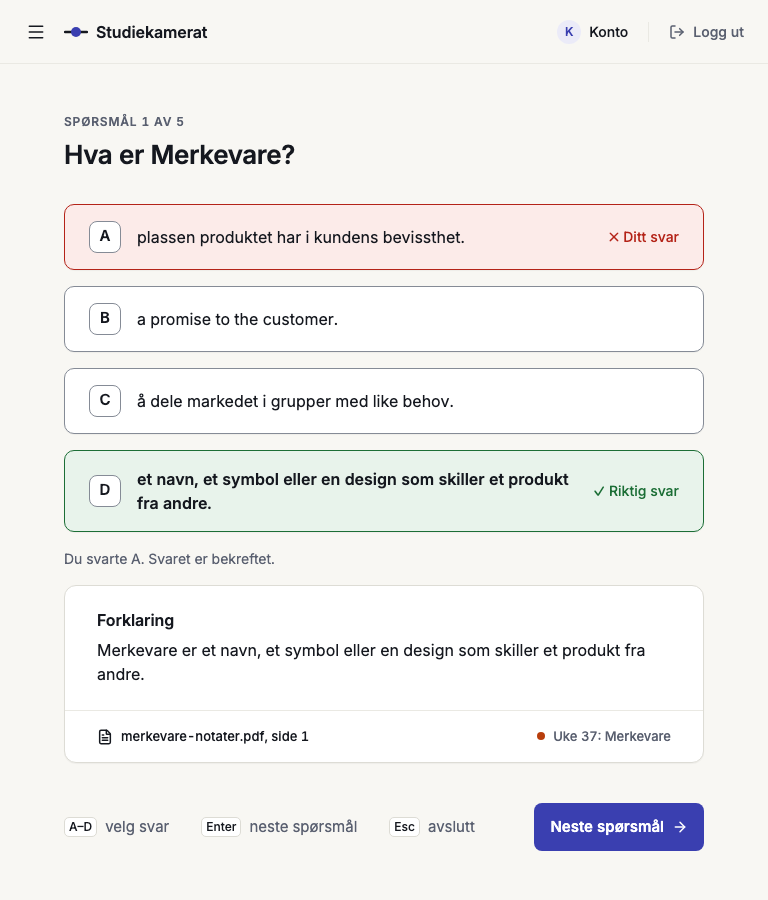 Studiekamerat
K Konto
Logg ut
SPØRSMÅL 1 AV 5
Hva er Merkevare?
A plassen produktet har i kundens bevissthet. Ditt svar
B a promise to the customer.
C å dele markedet i grupper med like behov.
D et navn, et symbol eller en design som skiller et produkt
fra andre. Riktig svar
Du svarte A. Svaret er bekreftet.
Forklaring
Merkevare er et navn, et symbol eller en design som skiller et produkt fra
andre.
merkevare-notater.pdf, side 1
Uke 37: Merkevare
A–D velg svar
Enter neste spørsmål
Esc avslutt
Neste spørsmål →